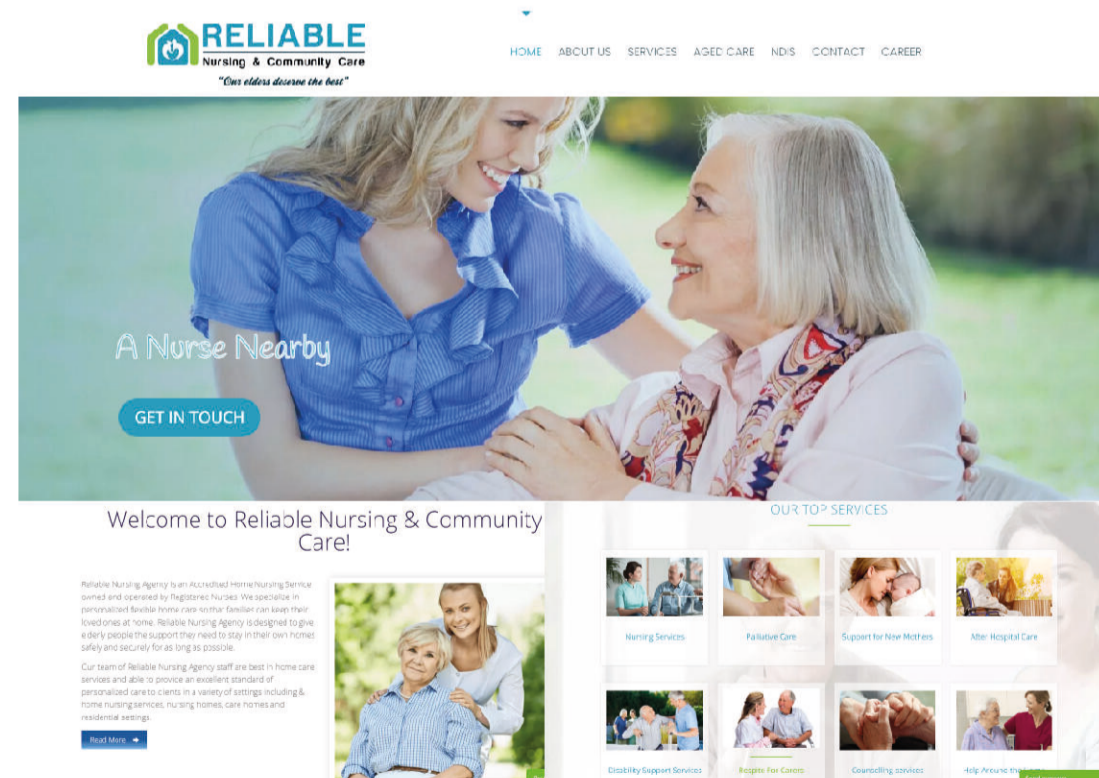 RELIABLE
Nursing & Community Care
"Our elders deserve the best"
HOME ABOUT US SERVICES AGED CARE NDIS CONTACT CAREER
A Nurse Nearby
GET IN TOUCH
Welcome to Reliable Nursing & Community
Care!
Reliable Nursing Agency is an Accredited Home Nursing Service
owned and operated by Registered Nurses. We specialize in
personalized flexible home care so that families can keep their
loved ones at home. Reliable Nursing Agency is designed to give
elderly people the support they need to stay in their own homes
safely and securely for as long as possible.
Our team of Reliable Nursing Agency staff are best in home care
services and able to provide an excellent standard of
personalized care to clients in a variety of settings including &
home nursing services, nursing homes, care homes and
residential settings.
Read More
OUR TOP SERVICES
Nursing Services
Palliative Care
Support for New Mothers
After Hospital Care
Disability Support Services
Respite For Carers
Counselling services
Help Around the